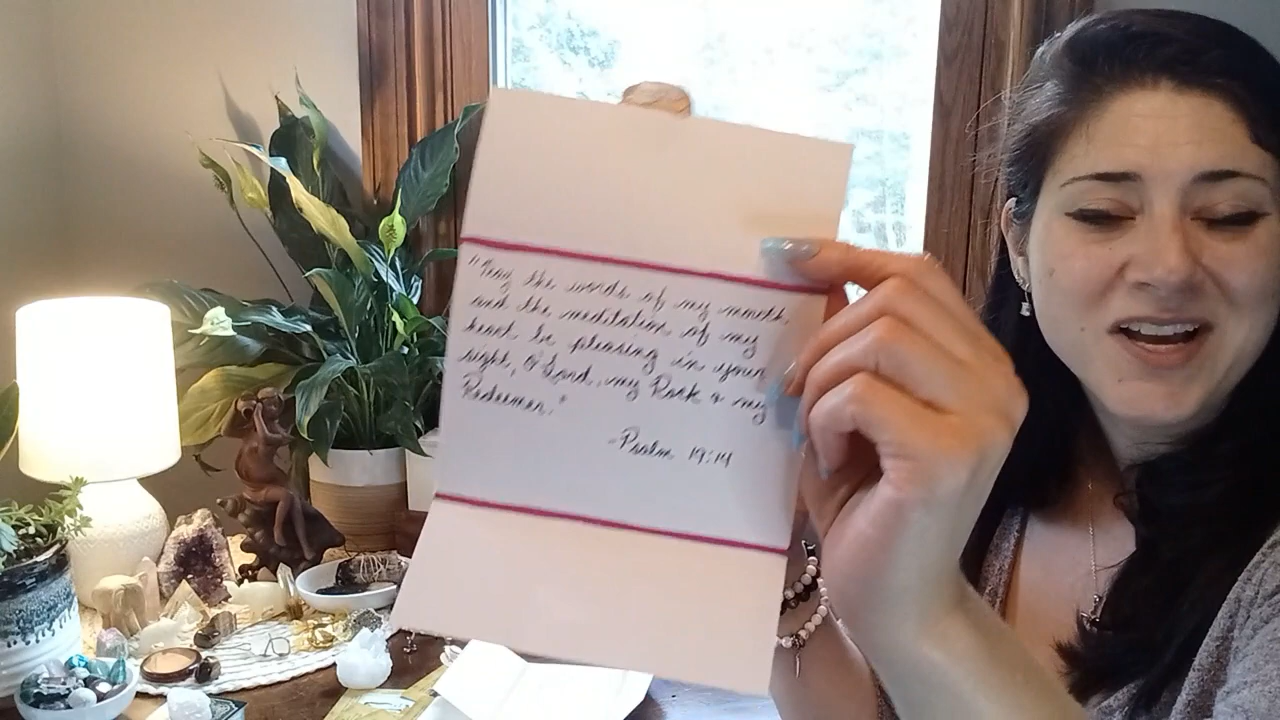 "May the words of my mouth
and the meditation of my
heart be pleasing in your
sight, O' Lord, my Rock & my
Redeemer."
-Psalm 19:14